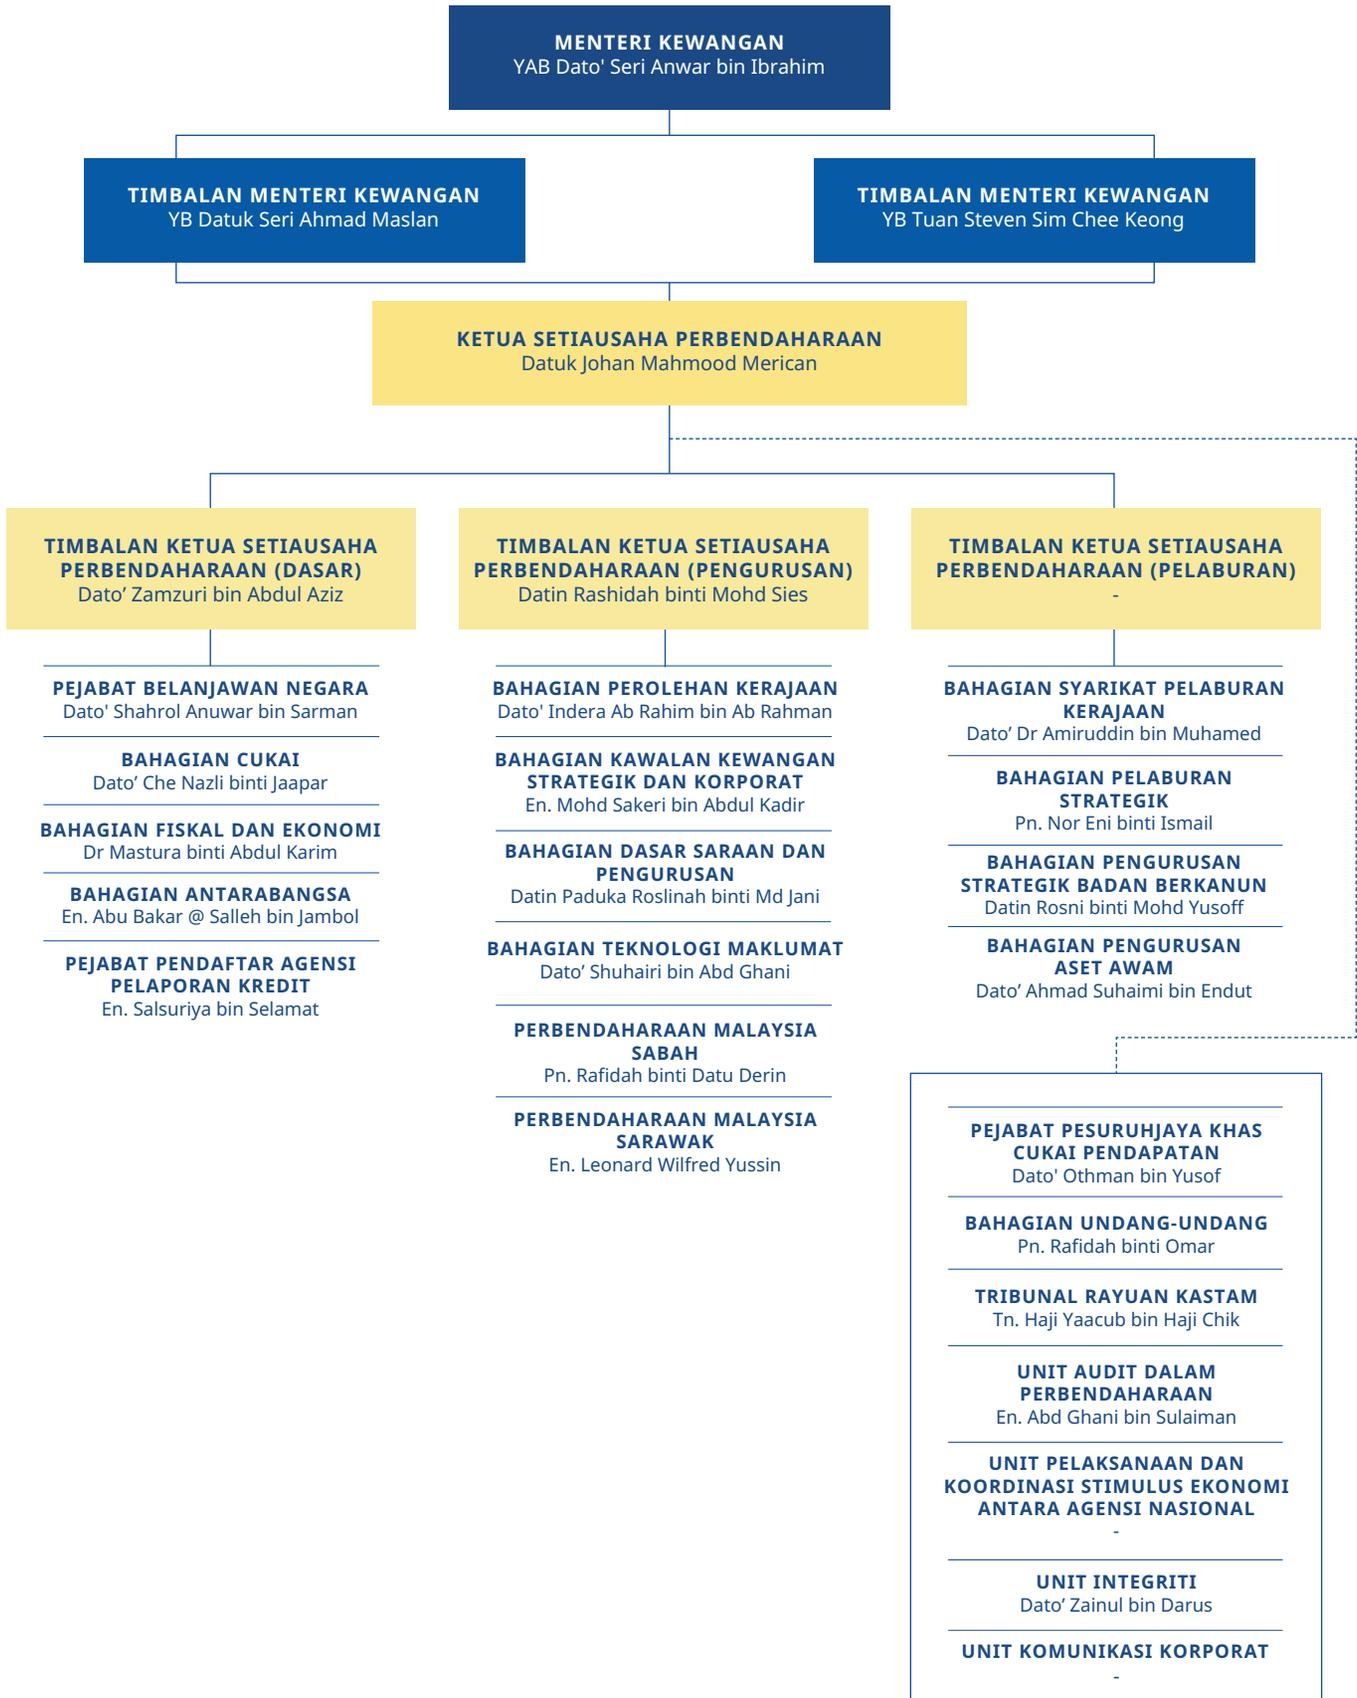 MENTERI KEWANGAN
YAB Dato' Seri Anwar bin Ibrahim
TIMBALAN MENTERI KEWANGAN
YB Datuk Seri Ahmad Maslan
TIMBALAN MENTERI KEWANGAN
YB Tuan Steven Sim Chee Keong
KETUA SETIAUSAHA PERBENDAHARAAN
Datuk Johan Mahmood Merican
TIMBALAN KETUA SETIAUSAHA
PERBENDAHARAAN (DASAR)
Dato’ Zamzuri bin Abdul Aziz
PEJABAT BELANJAWAN NEGARA
Dato' Shahrol Anuwar bin Sarman
BAHAGIAN CUKAI
Dato’ Che Nazli binti Jaapar
BAHAGIAN FISKAL DAN EKONOMI
Dr Mastura binti Abdul Karim
BAHAGIAN ANTARABANGSA
En. Abu Bakar @ Salleh bin Jambol
PEJABAT PENDAFTAR AGENSI
PELAPORAN KREDIT
En. Salsuriya bin Selamat
TIMBALAN KETUA SETIAUSAHA
PERBENDAHARAAN (PENGURUSAN)
Datin Rashidah binti Mohd Sies
BAHAGIAN PEROLEHAN KERAJAAN
Dato' Indera Ab Rahim bin Ab Rahman
BAHAGIAN KAWALAN KEWANGAN
STRATEGIK DAN KORPORAT
En. Mohd Sakeri bin Abdul Kadir
BAHAGIAN DASAR SARAAN DAN
PENGURUSAN
Datin Paduka Roslinah binti Md Jani
BAHAGIAN TEKNOLOGI MAKLUMAT
Dato’ Shuhairi bin Abd Ghani
PERBENDAHARAAN MALAYSIA
SABAH
Pn. Rafidah binti Datu Derin
PERBENDAHARAAN MALAYSIA
SARAWAK
En. Leonard Wilfred Yussin
TIMBALAN KETUA SETIAUSAHA
PERBENDAHARAAN (PELABURAN)
-
BAHAGIAN SYARIKAT PELABURAN
KERAJAAN
Dato’ Dr Amiruddin bin Muhamed
BAHAGIAN PELABURAN
STRATEGIK
Pn. Nor Eni binti Ismail
BAHAGIAN PENGURUSAN
STRATEGIK BADAN BERKANUN
Datin Rosni binti Mohd Yusoff
BAHAGIAN PENGURUSAN
ASET AWAM
Dato’ Ahmad Suhaimi bin Endut
PEJABAT PESURUHJAYA KHAS
CUKAI PENDAPATAN
Dato' Othman bin Yusof
BAHAGIAN UNDANG-UNDANG
Pn. Rafidah binti Omar
TRIBUNAL RAYUAN KASTAM
Tn. Haji Yaacub bin Haji Chik
UNIT AUDIT DALAM
PERBENDAHARAAN
En. Abd Ghani bin Sulaiman
UNIT PELAKSANAAN DAN
KOORDINASI STIMULUS EKONOMI
ANTARA AGENSI NASIONAL
-
UNIT INTEGRITI
Dato’ Zainul bin Darus
UNIT KOMUNIKASI KORPORAT
-